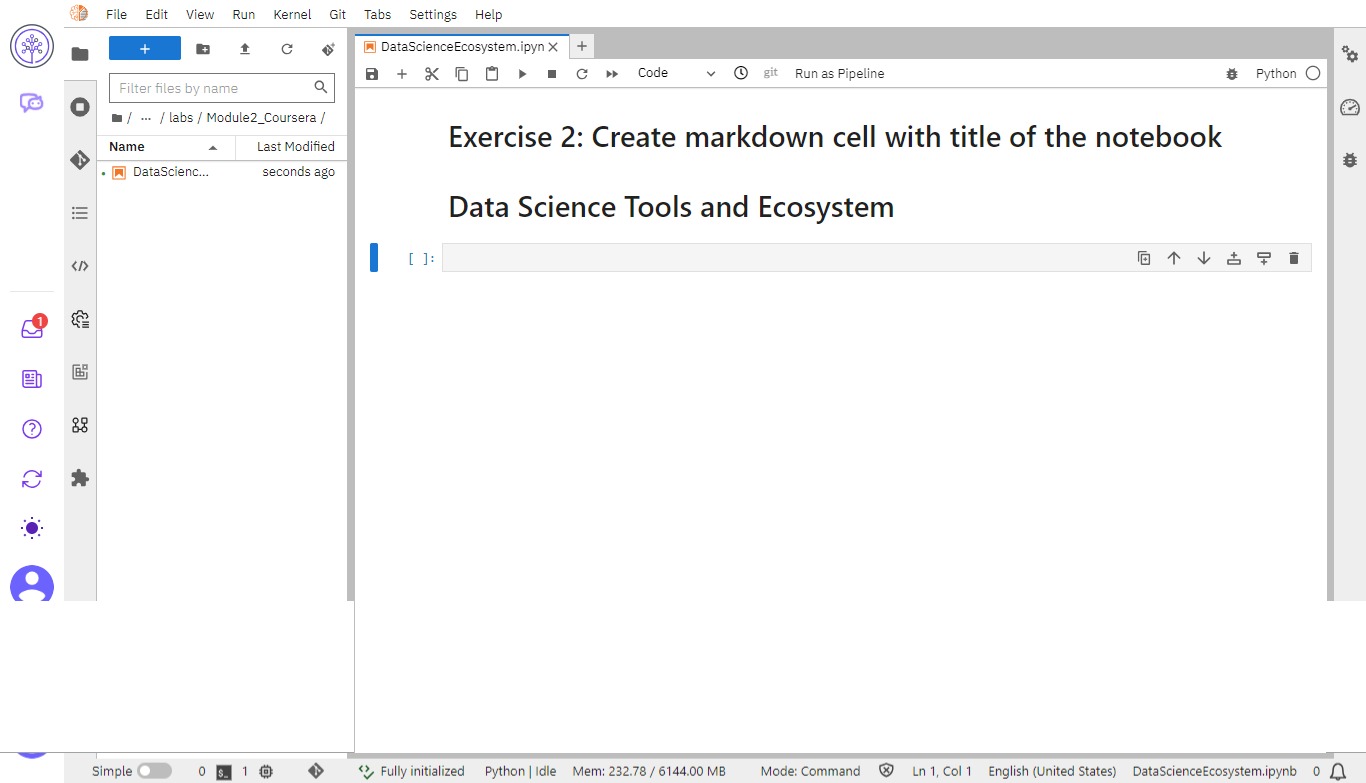 File Edit View Run Kernel Git Tabs Settings Help
+
Filter files by name
/ ... / labs / Module2_Coursera /
Name Last Modified
DataScienc... seconds ago
1
DataScienceEcosystem.ipyn
Code git Run as Pipeline Python
Exercise 2: Create markdown cell with title of the notebook
Data Science Tools and Ecosystem
[ ]:
Simple 0 $_ 1 Fully initialized Python | Idle Mem: 232.78 / 6144.00 MB Mode: Command Ln 1, Col 1 English (United States) DataScienceEcosystem.ipynb 0